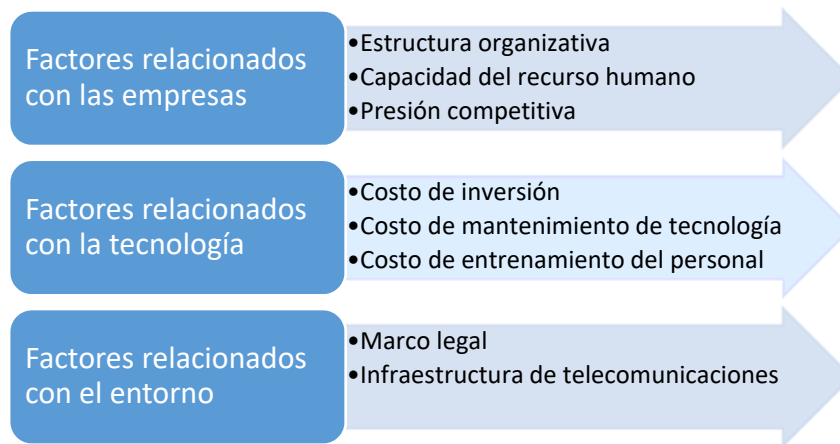 Factores relacionados
con las empresas
•Estructura organizativa
•Capacidad del recurso humano
•Presión competitiva
Factores relacionados
con la tecnología
•Costo de inversión
•Costo de mantenimiento de tecnología
•Costo de entrenamiento del personal
Factores relacionados
con el entorno
•Marco legal
•Infraestructura de telecomunicaciones